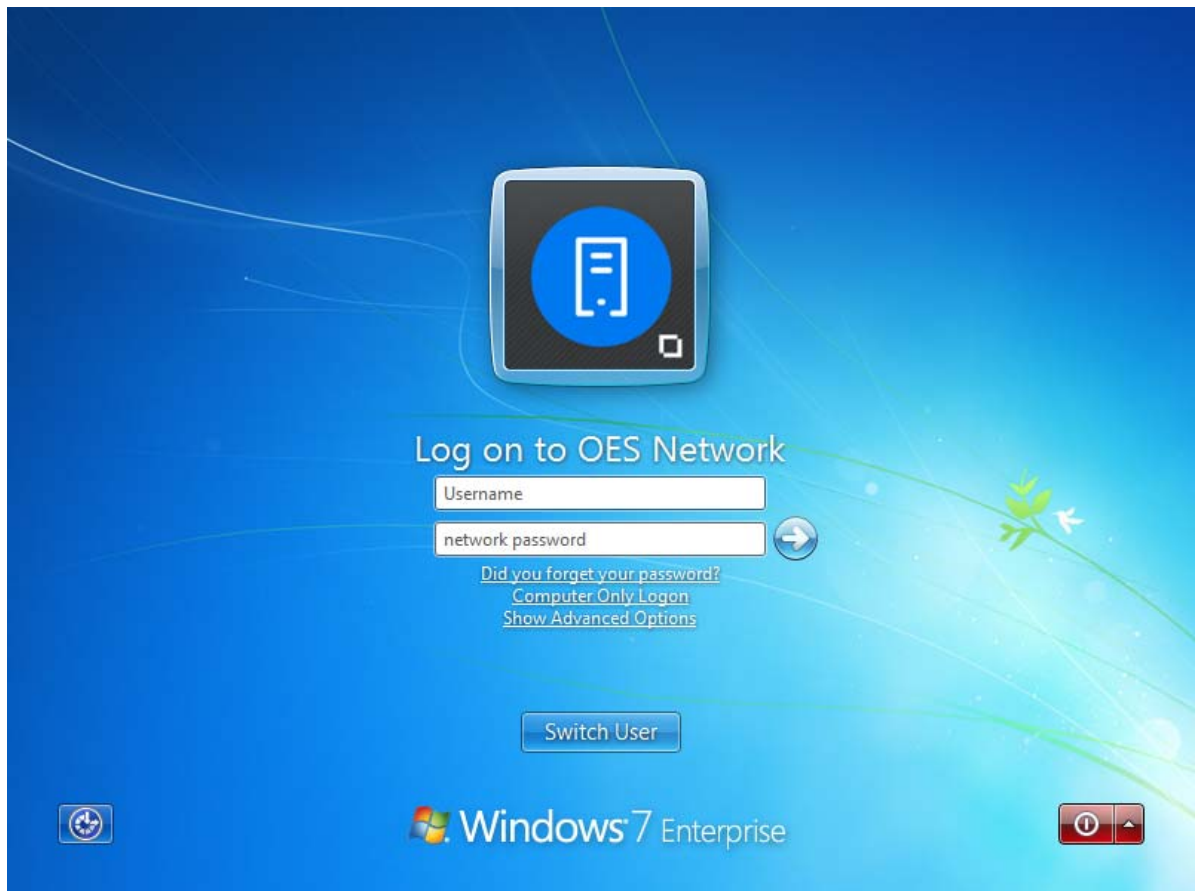 Log on to OES Network
Username
network password
Did you forget your password?
Computer Only Logon
Show Advanced Options
Switch User
Windows 7 Enterprise